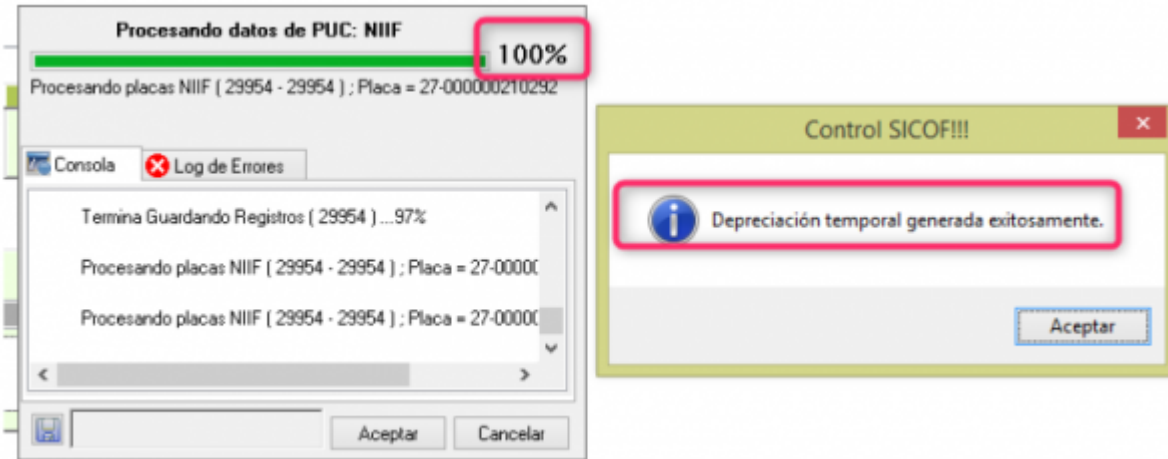 Procesando datos de PUC: NIIF
100%
Procesando placas NIIF ( 29954 - 29954 ) ; Placa = 27-000000210292
Consola
Log de Errores
Termina Guardando Registros ( 29954 ) ...97%
Procesando placas NIIF ( 29954 - 29954 ) ; Placa = 27-00000
Procesando placas NIIF ( 29954 - 29954 ) ; Placa = 27-00000
Aceptar
Cancelar
Control SICOF!!!
Depreciación temporal generada exitosamente.
Aceptar